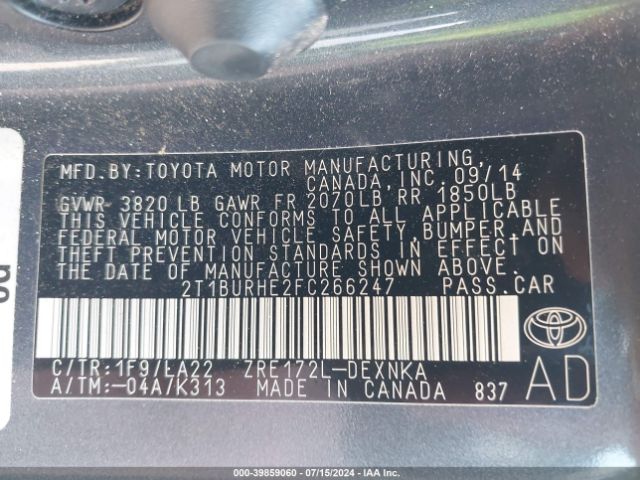 MFD.BY:TOYOTA MOTOR MANUFACTURING,
CANADA,INC. 09/14
GVWR 3820 LB GAWR FR 2070LB RR 1850LB
THIS VEHICLE CONFORMS TO ALL APPLICABLE
FEDERAL MOTOR VEHICLE SAFETY, BUMPER, AND
THEFT PREVENTION STANDARDS IN EFFECT ON
THE DATE OF MANUFACTURE SHOWN ABOVE.
2T1BURHE2FC266247 PASS.CAR
C/TR:1F9/LA22 ZRE172L-DEXNKA
A/TM:-04A/K313 MADE IN CANADA 837
AD
000-39859060 07/15/2024 IAA Inc.